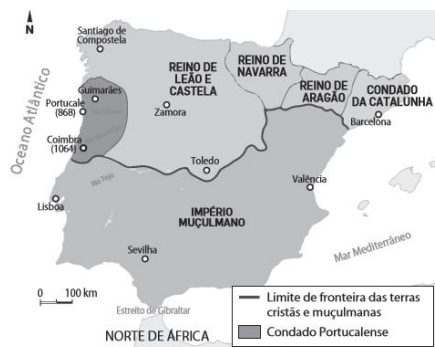 N
Santiago de
Compostela
Oceano Atlântico
Guimarães
Portucale
(868)
Coimbra
(1064)
REINO DE
LEÃO E
CASTELA
Zamora
REINO DE
NAVARRA
REINO DE
ARAGÃO
CONDADO
DA CATALUNHA
Barcelona
Toledo
Rio Tejo
Lisboa
Valência
IMPÉRIO
MUÇULMANO
Sevilha
Mar Mediterrâneo
0 100 km
Estreito de Gibraltar
NORTE DE ÁFRICA
Limite de fronteira das terras
cristãs e muçulmanas
Condado Portucalense